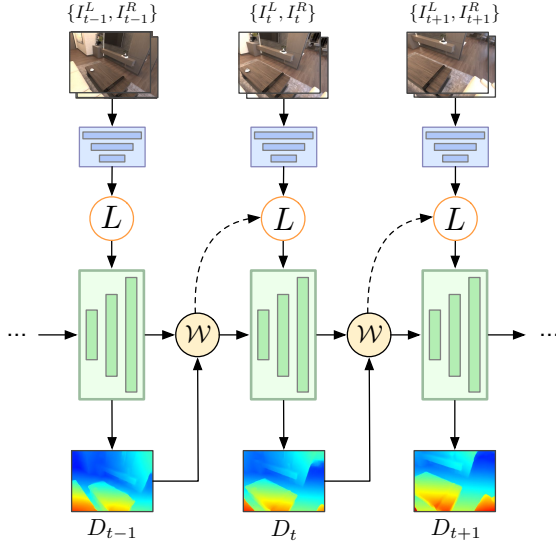 {I^L_{t-1}, I^R_{t-1}} {I^L_t, I^R_t} {I^L_{t+1}, I^R_{t+1}}
L L L
... W W ...
D_{t-1} D_t D_{t+1}